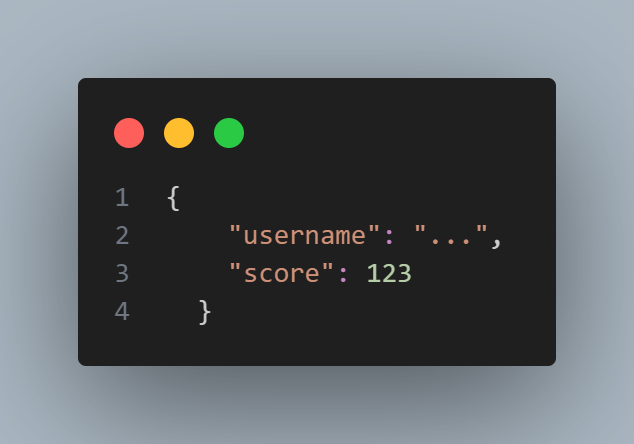 1 {
2     "username": "...",
3     "score": 123
4   }